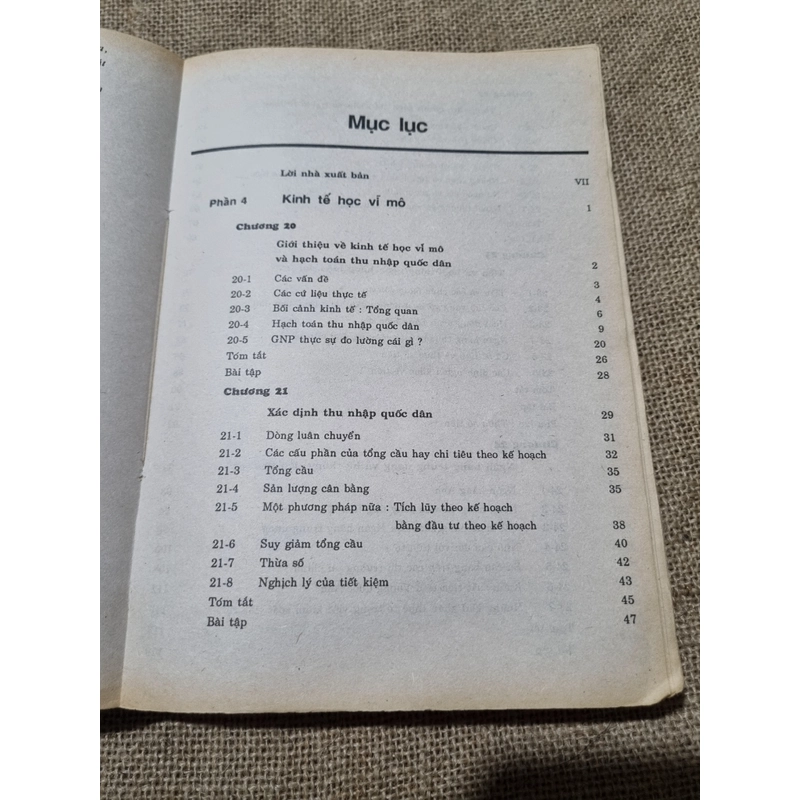 Mục lục
Lời nhà xuất bản VII
Phần 4 Kinh tế học vĩ mô 1
Chương 20
Giới thiệu về kinh tế học vĩ mô
và hạch toán thu nhập quốc dân 2
20-1 Các vấn đề 3
20-2 Các cứ liệu thực tế 4
20-3 Bối cảnh kinh tế : Tổng quan 6
20-4 Hạch toán thu nhập quốc dân 9
20-5 GNP thực sự đo lường cái gì ? 20
Tóm tắt 26
Bài tập 28
Chương 21
Xác định thu nhập quốc dân 29
21-1 Dòng luân chuyển 31
21-2 Các cấu phần của tổng cầu hay chi tiêu theo kế hoạch 32
21-3 Tổng cầu 35
21-4 Sản lượng cân bằng 35
21-5 Một phương pháp nữa : Tích lũy theo kế hoạch
bằng đầu tư theo kế hoạch 38
21-6 Suy giảm tổng cầu 40
21-7 Thừa số 42
21-8 Nghịch lý của tiết kiệm 43
Tóm tắt 45
Bài tập 47